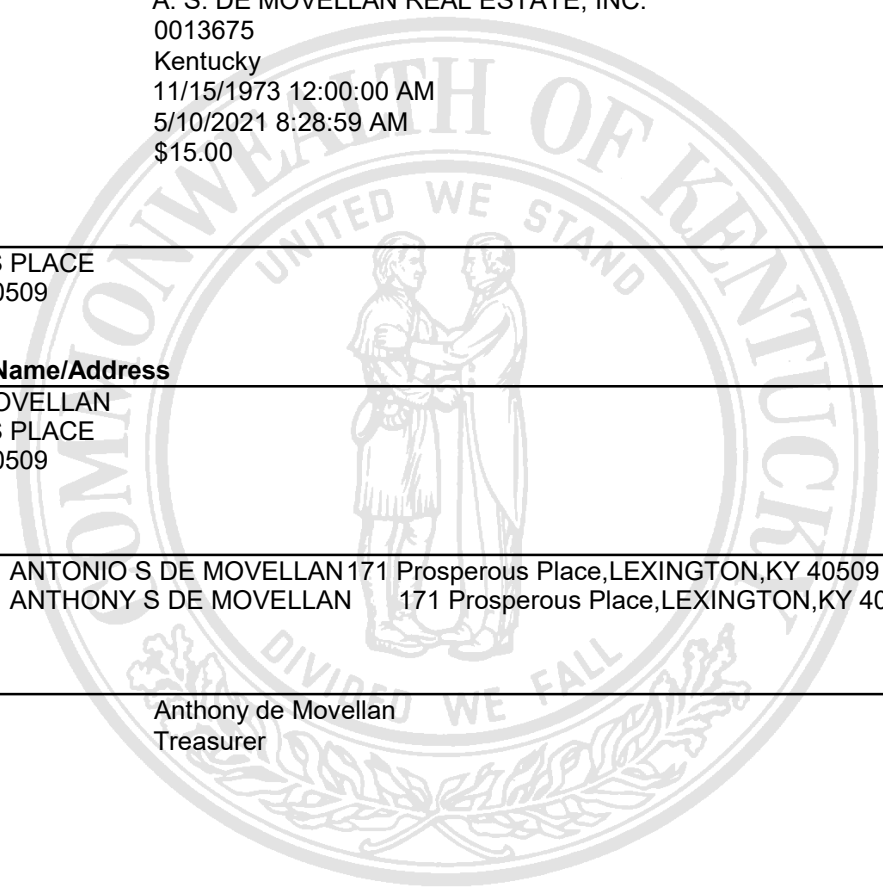 A. S. DE MOVELLAN REAL ESTATE, INC.
0013675
Kentucky
11/15/1973 12:00:00 AM
5/10/2021 8:28:59 AM
$15.00
S PLACE
0509
Name/Address
OVELLAN
S PLACE
0509
ANTONIO S DE MOVELLAN 171 Prosperous Place,LEXINGTON,KY 40509
ANTHONY S DE MOVELLAN 171 Prosperous Place,LEXINGTON,KY 40
Anthony de Movellan
Treasurer
COMMONWEALTH OF KENTUCKY
UNITED WE STAND
DIVIDED WE FALL